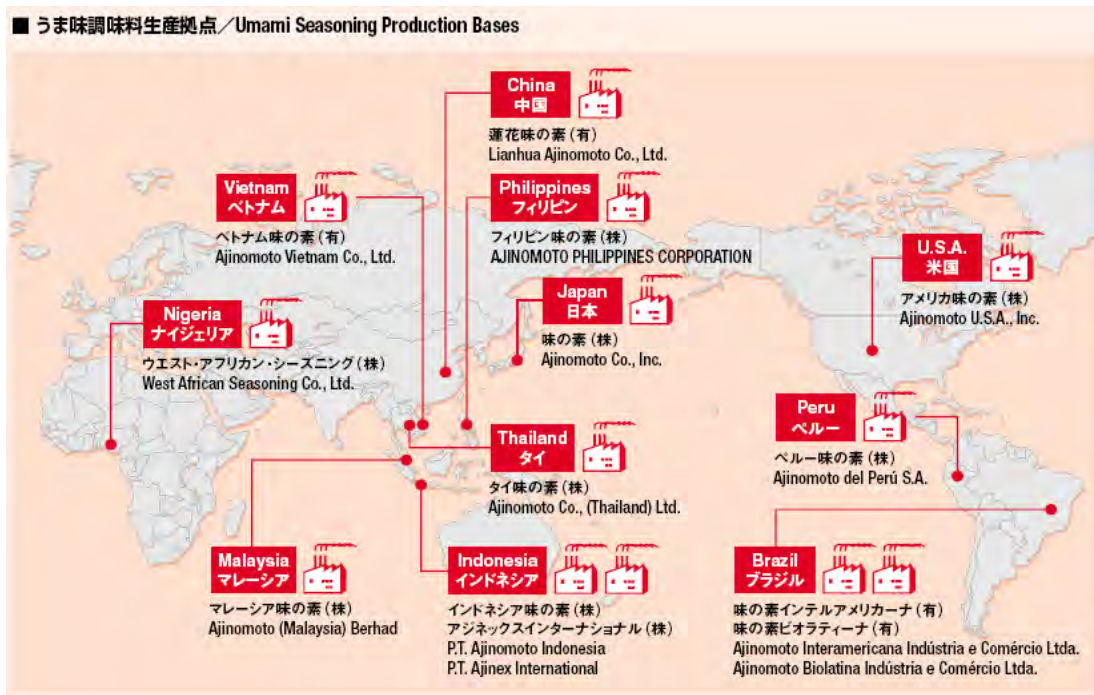 ■ うま味調味料生産拠点／Umami Seasoning Production Bases
China
中国
蓮花味の素（有）
Lianhua Ajinomoto Co., Ltd.
Vietnam
ベトナム
ベトナム味の素（有）
Ajinomoto Vietnam Co., Ltd.
Philippines
フィリピン
フィリピン味の素（株）
AJINOMOTO PHILIPPINES CORPORATION
U.S.A.
米国
アメリカ味の素（株）
Ajinomoto U.S.A., Inc.
Nigeria
ナイジェリア
ウエスト・アフリカン・シーズニング（株）
West African Seasoning Co., Ltd.
Japan
日本
味の素（株）
Ajinomoto Co., Inc.
Peru
ペルー
ペルー味の素（株）
Ajinomoto del Perú S.A.
Thailand
タイ
タイ味の素（株）
Ajinomoto Co., (Thailand) Ltd.
Malaysia
マレーシア
マレーシア味の素（株）
Ajinomoto (Malaysia) Berhad
Indonesia
インドネシア
インドネシア味の素（株）
アジネックスインターナショナル（株）
P.T. Ajinomoto Indonesia
P.T. Ajinex International
Brazil
ブラジル
味の素インテルアメリカーナ（有）
味の素ビオラティーナ（有）
Ajinomoto Interamericana Indústria e Comércio Ltda.
Ajinomoto Biolatina Indústria e Comércio Ltda.